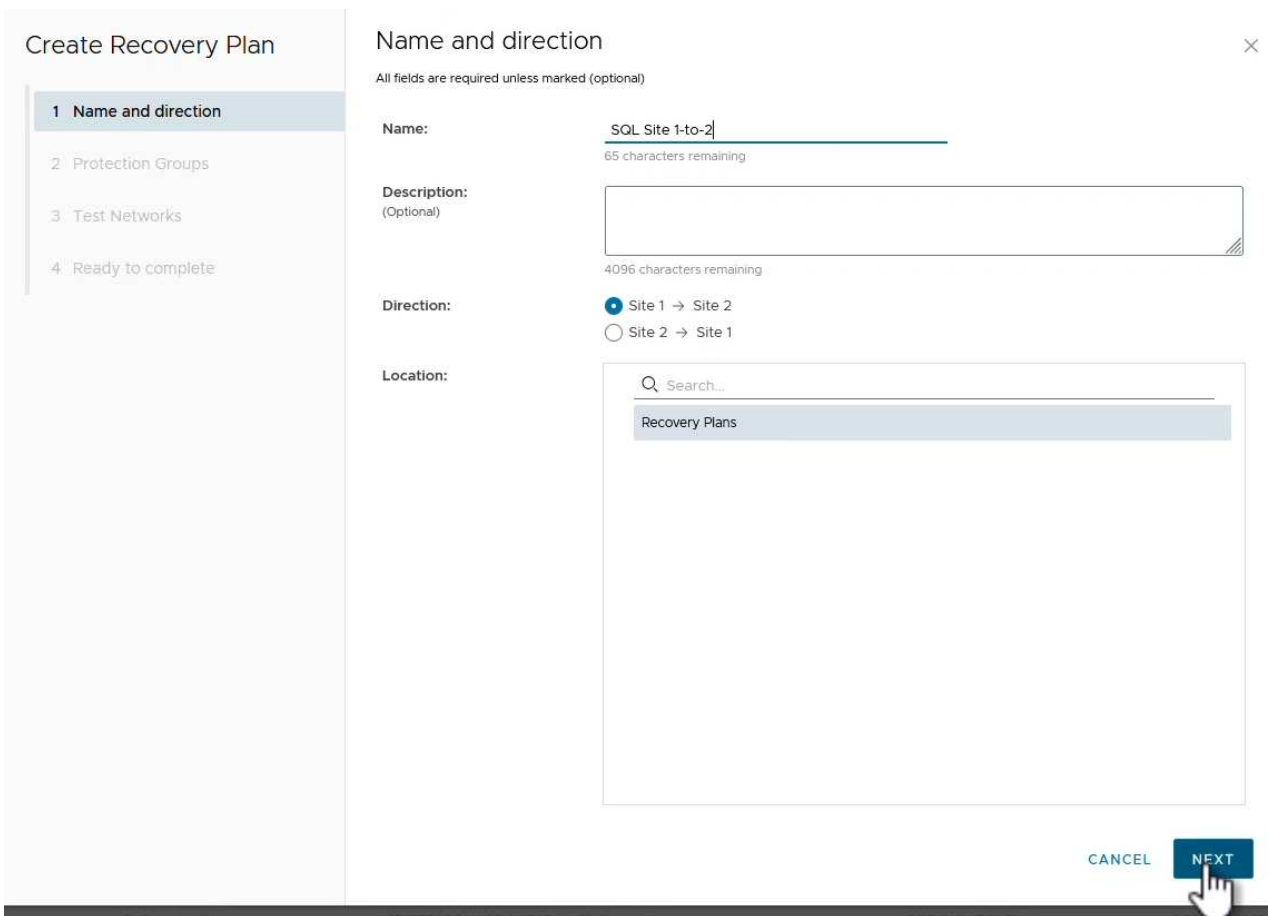 Create Recovery Plan
1 Name and direction
2 Protection Groups
3 Test Networks
4 Ready to complete
Name and direction
All fields are required unless marked (optional)
Name:
SQL Site 1-to-2
65 characters remaining
Description:
(Optional)
4096 characters remaining
Direction:
Site 1 → Site 2
Site 2 → Site 1
Location:
Search...
Recovery Plans
CANCEL NEXT